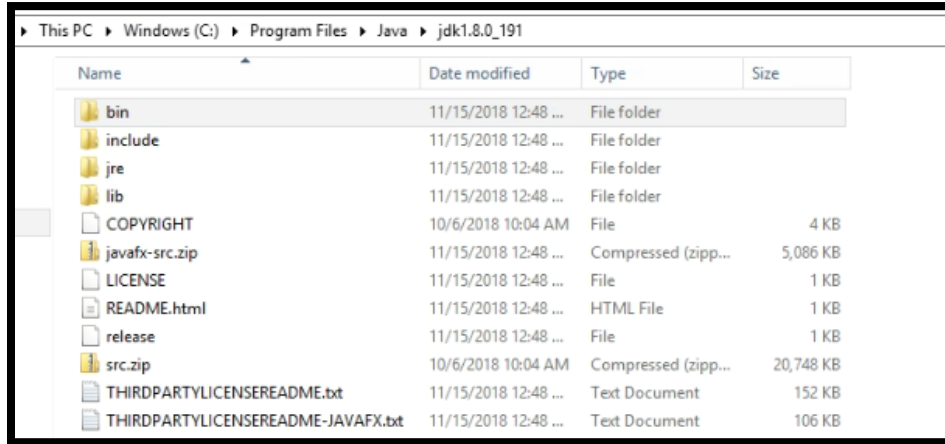 This PC Windows (C:) Program Files Java jdk1.8.0_191
Name Date modified Type Size
bin 11/15/2018 12:48 ... File folder
include 11/15/2018 12:48 ... File folder
jre 11/15/2018 12:48 ... File folder
lib 11/15/2018 12:48 ... File folder
COPYRIGHT 10/6/2018 10:04 AM File 4 KB
javafx-src.zip 11/15/2018 12:48 ... Compressed (zipp... 5,086 KB
LICENSE 11/15/2018 12:48 ... File 1 KB
README.html 11/15/2018 12:48 ... HTML File 1 KB
release 11/15/2018 12:48 ... File 1 KB
src.zip 10/6/2018 10:04 AM Compressed (zipp... 20,748 KB
THIRDPARTYLICENSEREADME.txt 11/15/2018 12:48 ... Text Document 152 KB
THIRDPARTYLICENSEREADME-JAVAFX.txt 11/15/2018 12:48 ... Text Document 106 KB